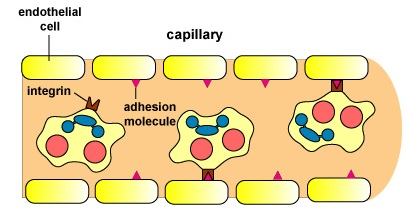 endothelial
cell
capillary
integrin
adhesion
molecule